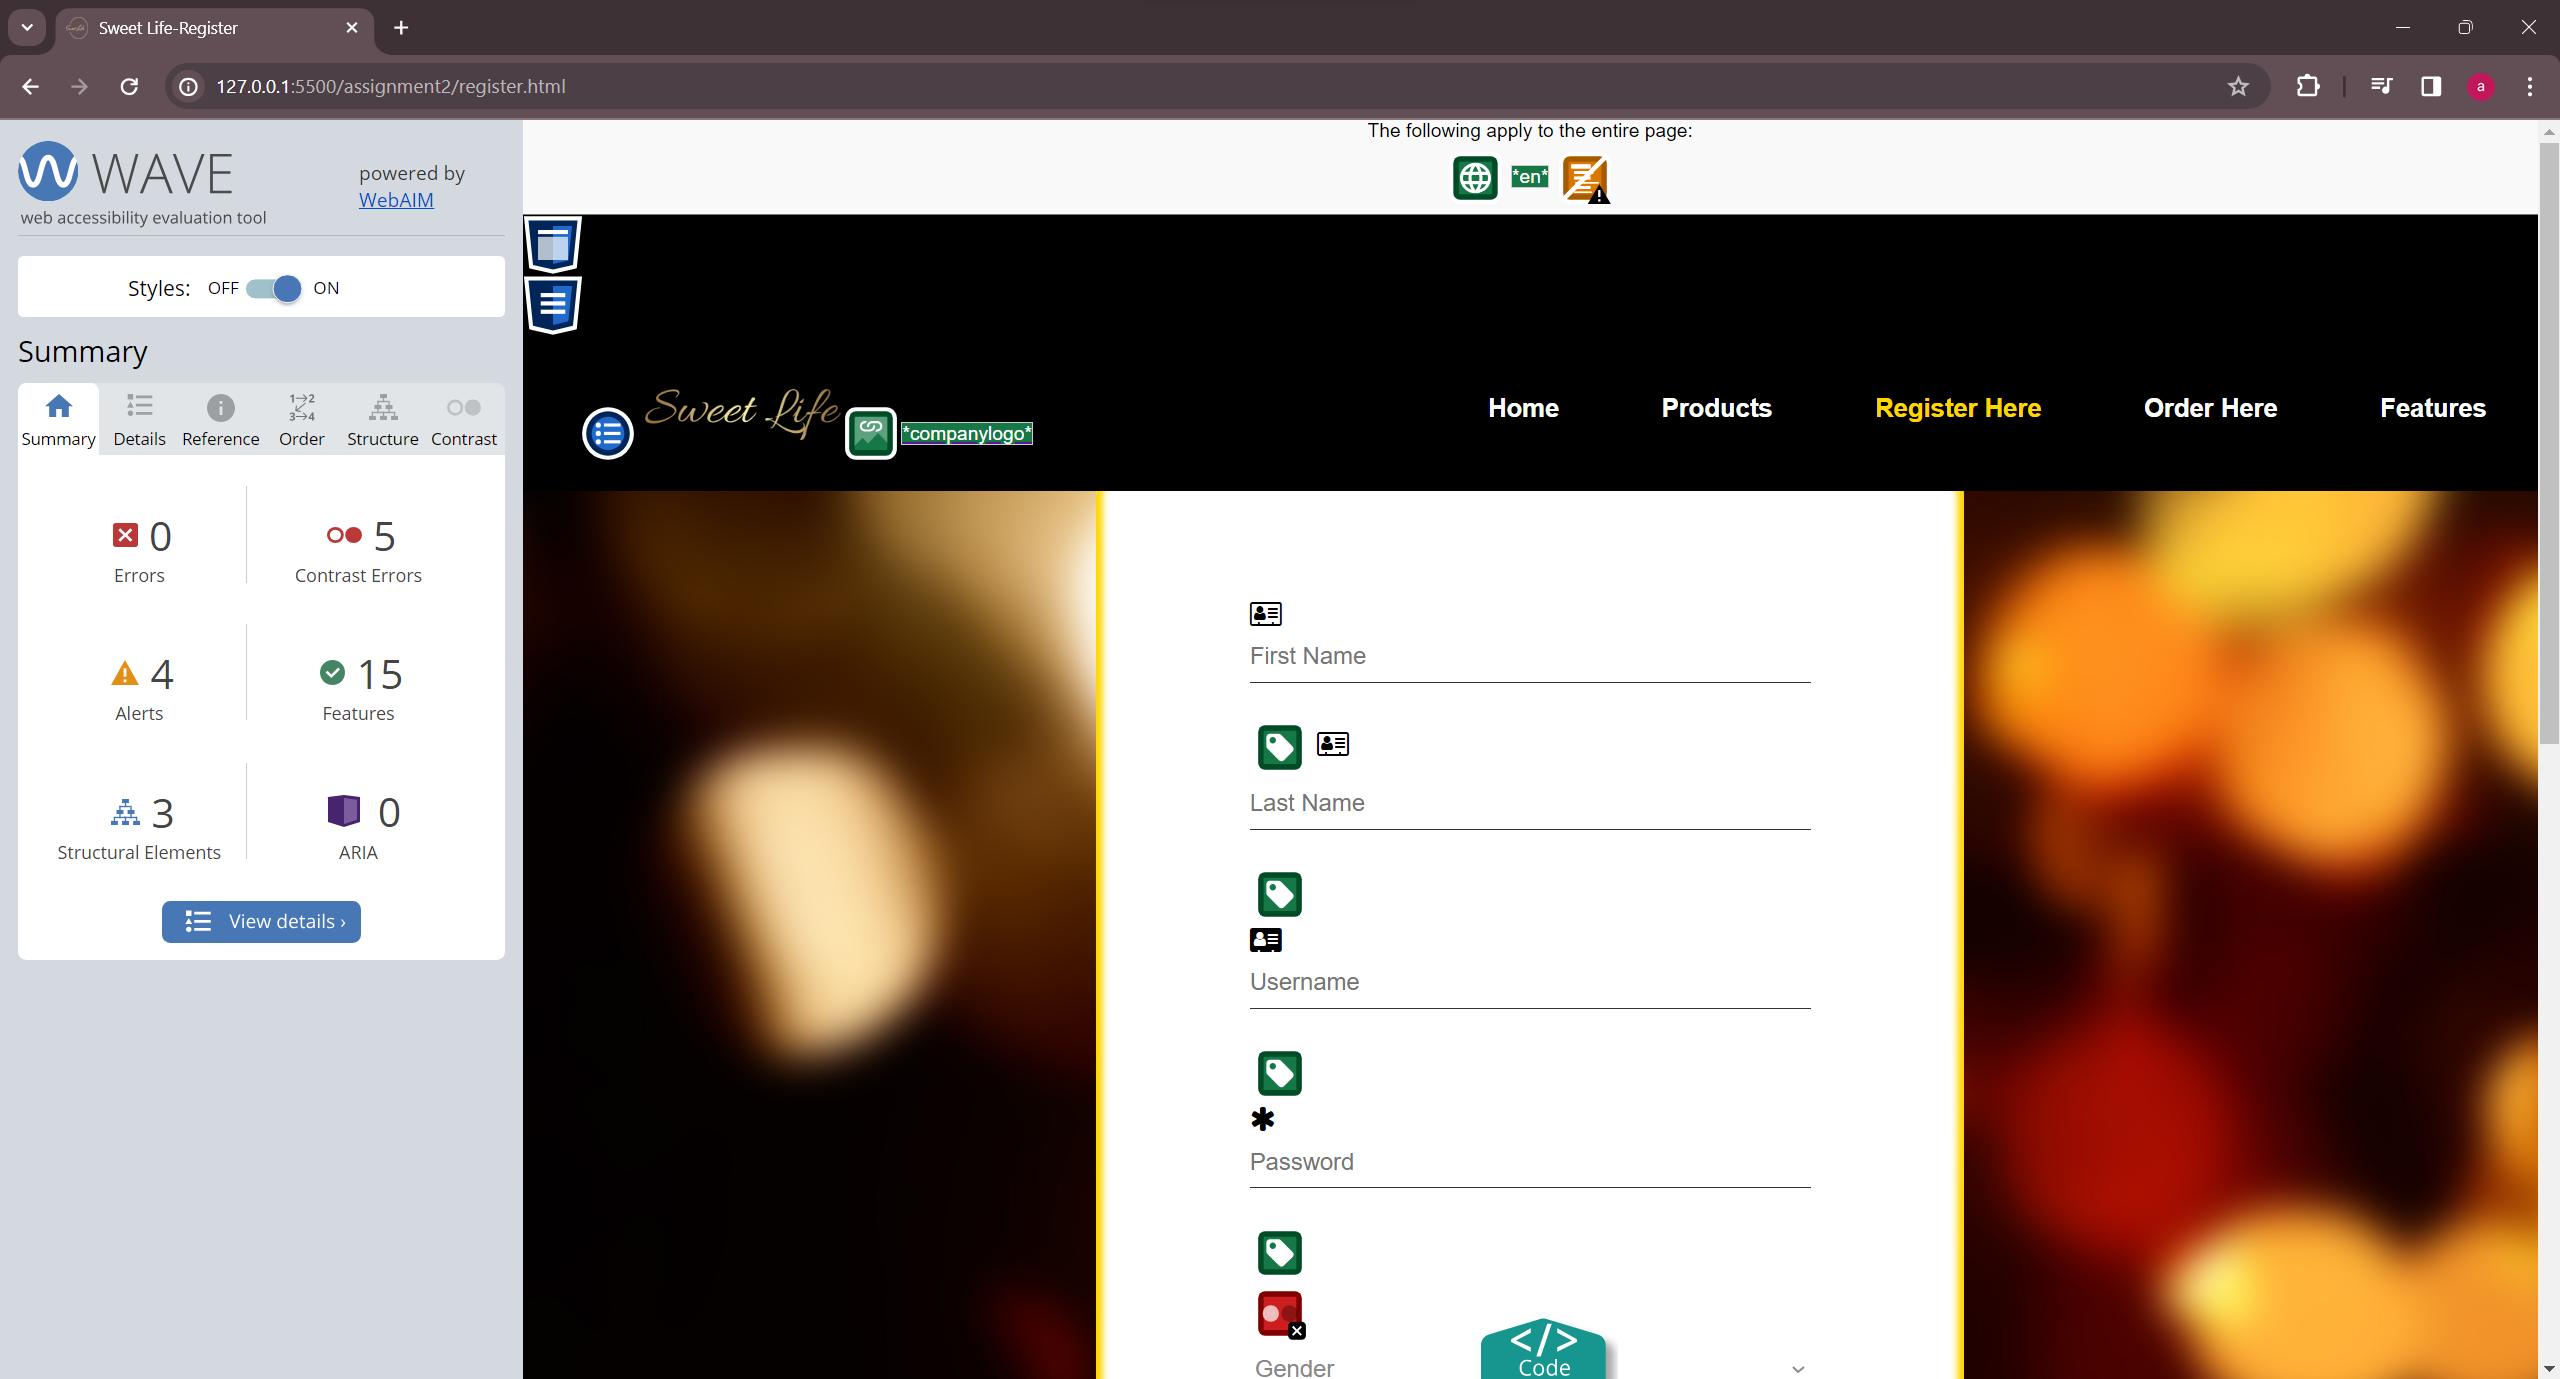 Sweet Life-Register
127.0.0.1:5500/assignment2/register.html
a
WAVE
web accessibility evaluation tool
powered by
WebAIM
Styles: OFF ON
Summary
Summary Details Reference Order Structure Contrast
0
Errors
5
Contrast Errors
4
Alerts
15
Features
3
Structural Elements
0
ARIA
View details ›
The following apply to the entire page:
*en*
Sweet Life
*companylogo*
Home Products Register Here Order Here Features
First Name
Last Name
Username
Password
Gender
</>
Code